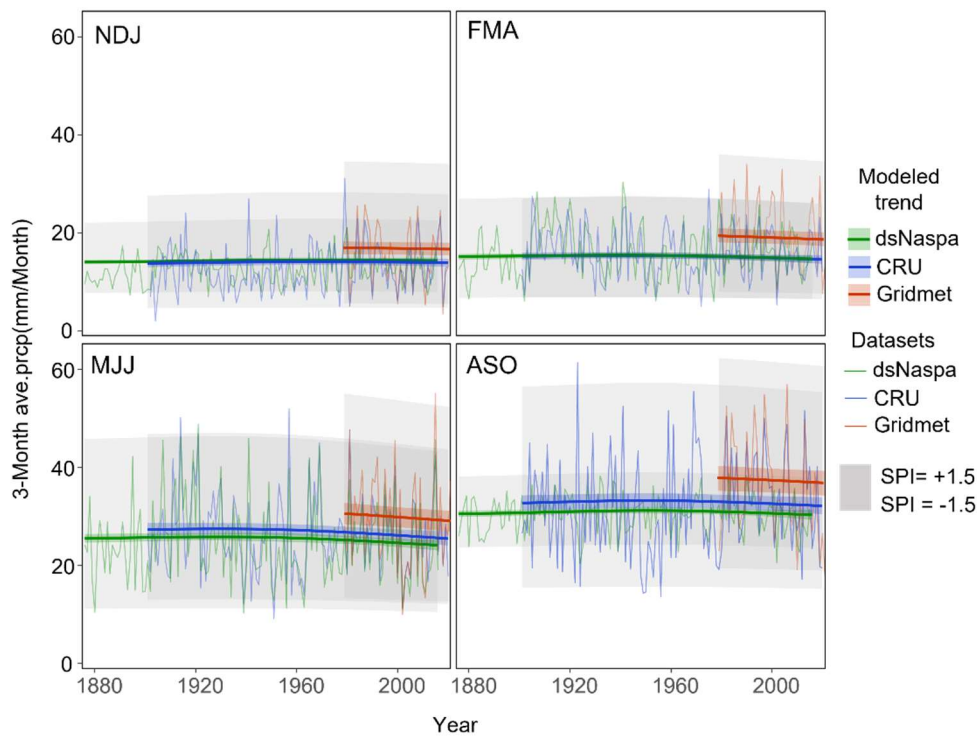 NDJ
FMA
MJJ
ASO
60
40
20
0
60
40
20
0
3-Month ave.prcp(mm/Month)
1880 1920 1960 2000
1880 1920 1960 2000
Year
Modeled
trend
dsNaspa
CRU
Gridmet
Datasets
dsNaspa
CRU
Gridmet
SPI= +1.5
SPI = -1.5